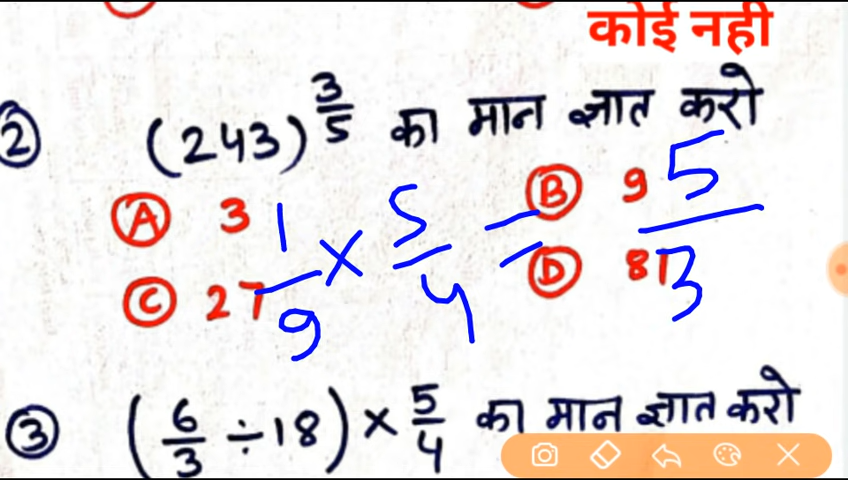 कोई नही
② (243)^(3/5) का मान ज्ञात करो
Ⓐ 3 Ⓑ 9
Ⓒ 27 Ⓓ 81
1/9 × 5/4 = 5/3
③ (6/3 ÷ 18) × 5/4 का मान ज्ञात करो